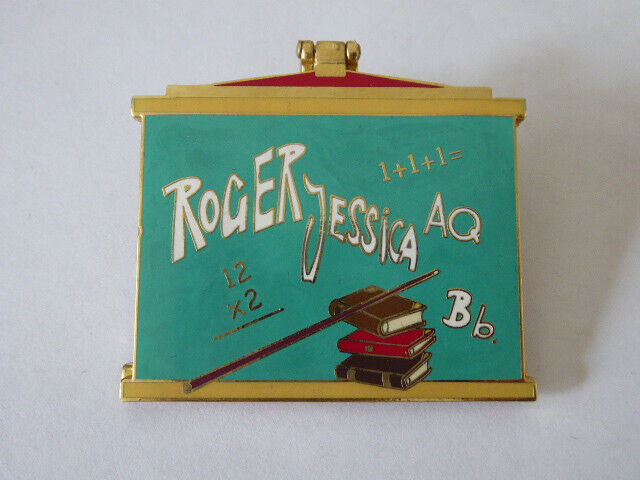 1+1+1=
ROGER JESSICA AQ
12
x2
Bb.